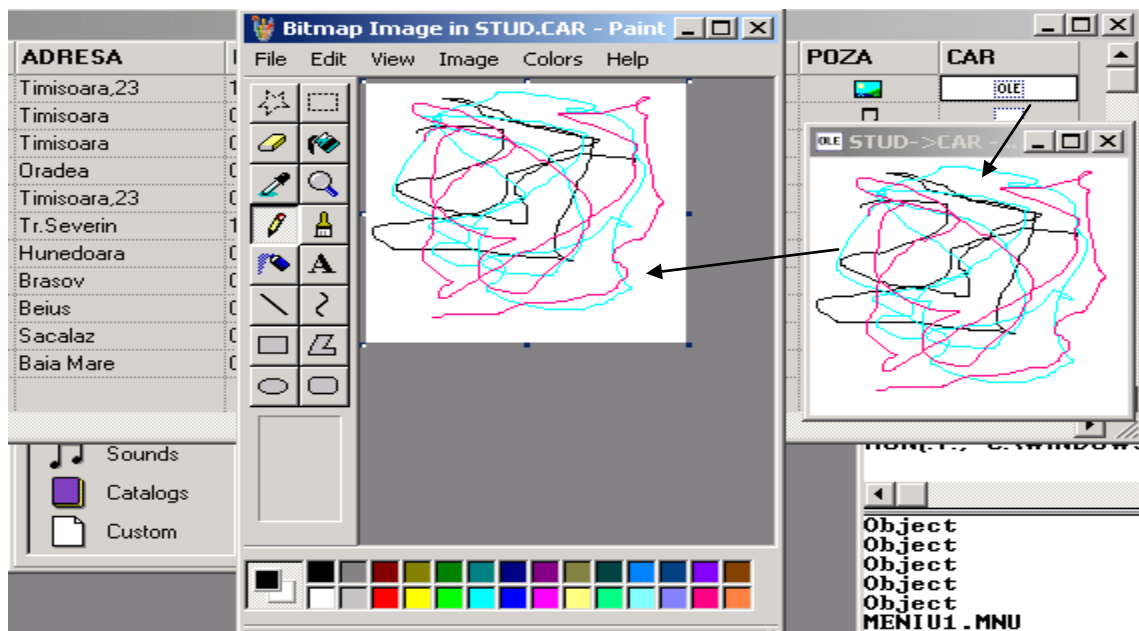 Bitmap Image in STUD.CAR - Paint
File Edit View Image Colors Help
A
ADRESA
Timisoara,23
Timisoara
Timisoara
Oradea
Timisoara,23
Tr.Severin
Hunedoara
Brasov
Beius
Sacalaz
Baia Mare
POZA CAR
OLE
OLE STUD->CAR - ...
Sounds
Catalogs
Custom
Object
Object
Object
Object
Object
MENIU1.MNU